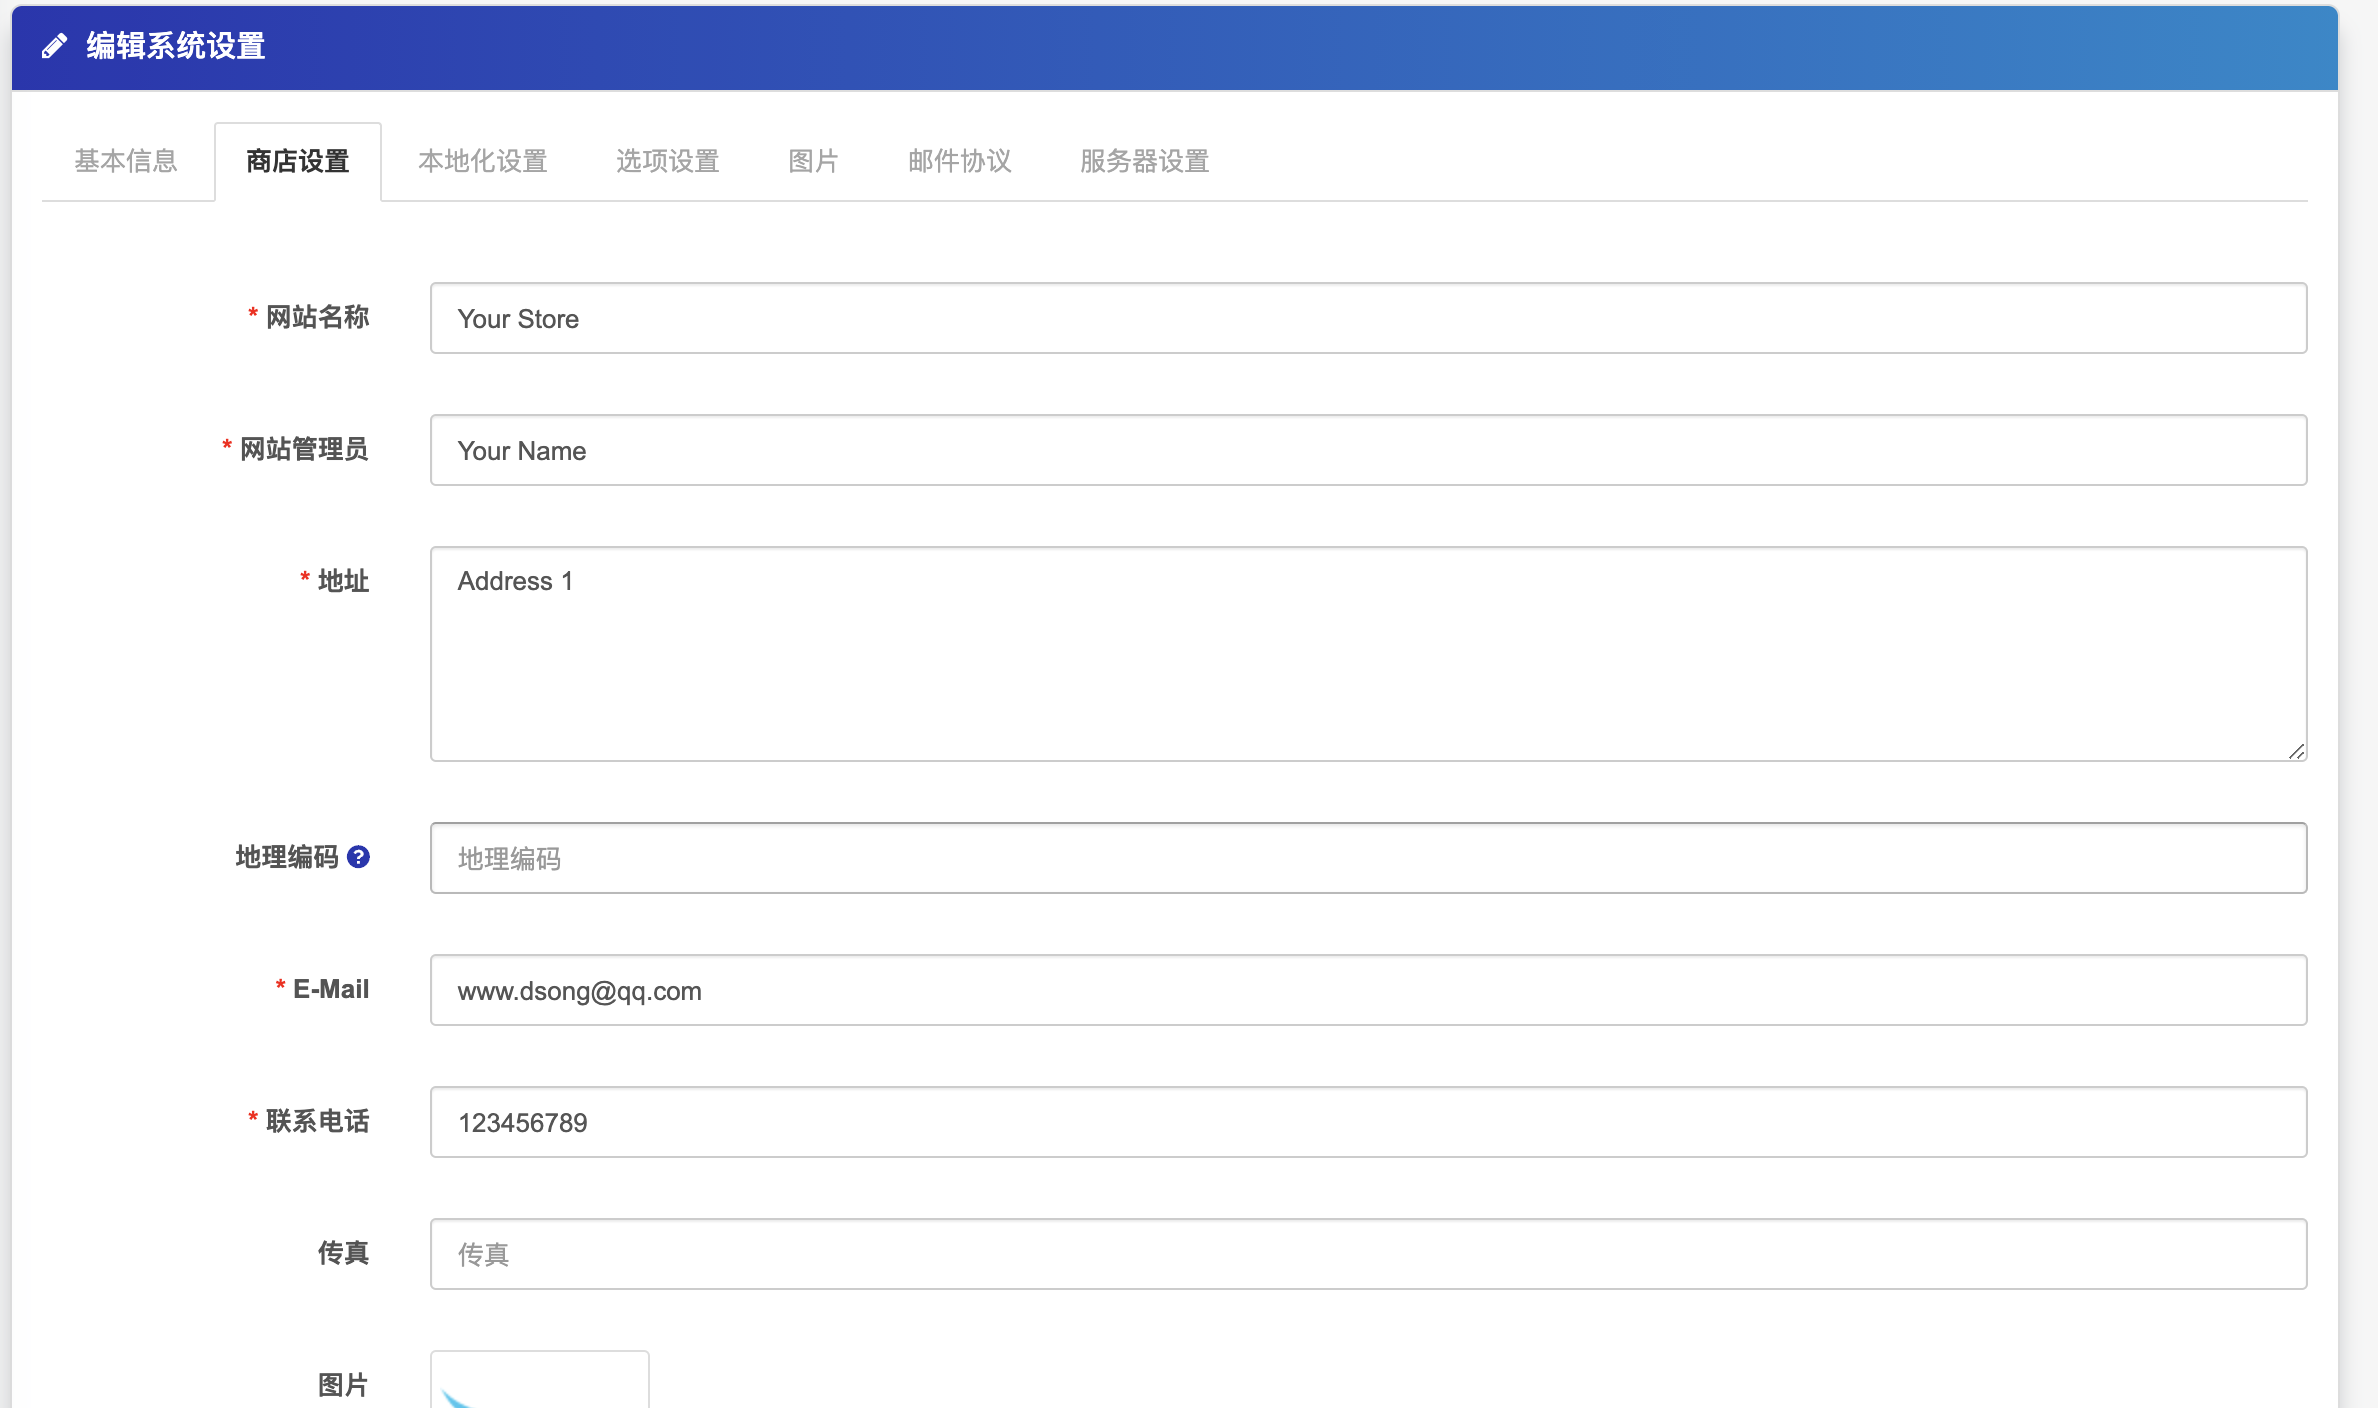 编辑系统设置
基本信息 商店设置 本地化设置 选项设置 图片 邮件协议 服务器设置
* 网站名称 Your Store
* 网站管理员 Your Name
* 地址 Address 1
地理编码 ? 地理编码
* E-Mail www.dsong@qq.com
* 联系电话 123456789
传真 传真
图片